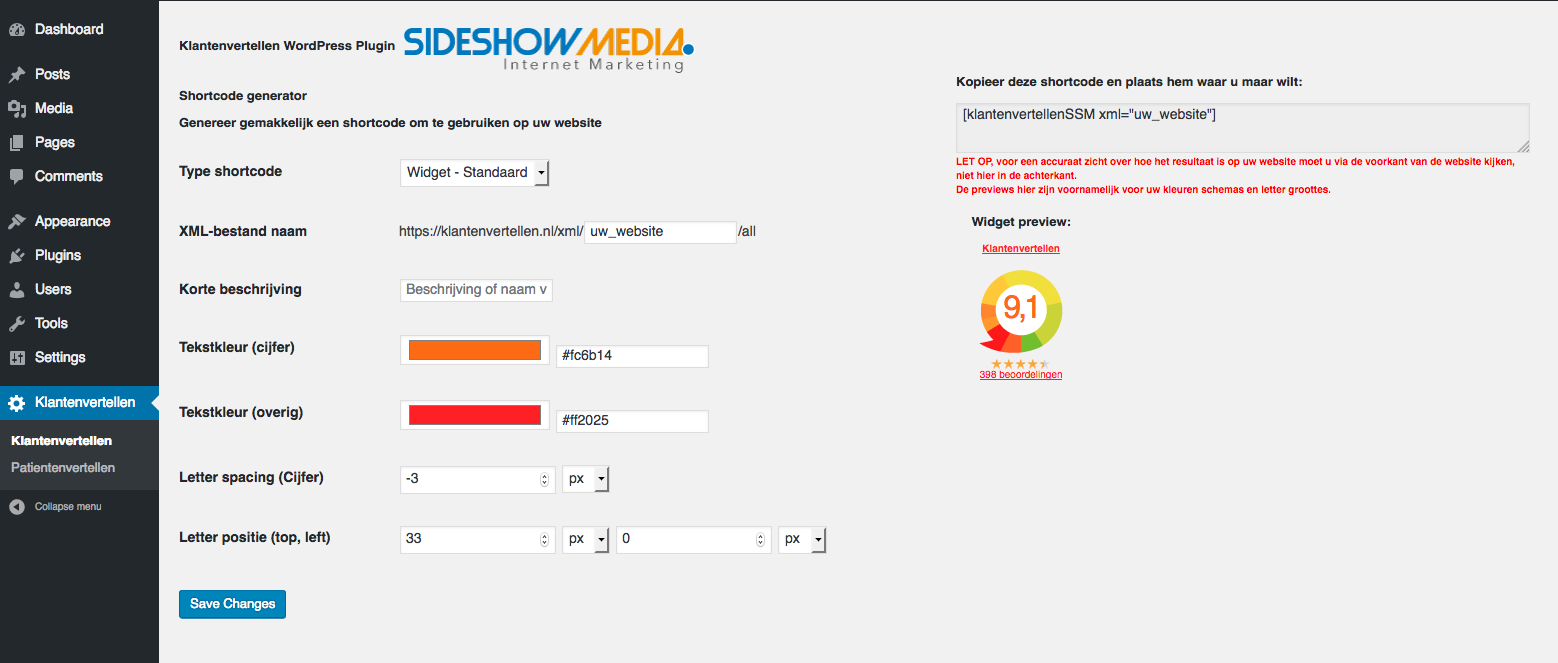 Dashboard
Posts
Media
Pages
Comments
Appearance
Plugins
Users
Tools
Settings
Klantenvertellen
Klantenvertellen
Patientenvertellen
Collapse menu
Klantenvertellen WordPress Plugin
SIDESHOWMEDIA.
Internet Marketing
Shortcode generator
Genereer gemakkelijk een shortcode om te gebruiken op uw website
Type shortcode
Widget - Standaard
XML-bestand naam
https://klantenvertellen.nl/xml/ uw_website /all
Korte beschrijving
Beschrijving of naam v
Tekstkleur (cijfer)
#fc6b14
Tekstkleur (overig)
#ff2025
Letter spacing (Cijfer)
-3 px
Letter positie (top, left)
33 px 0 px
Save Changes
Kopieer deze shortcode en plaats hem waar u maar wilt:
[klantenvertellenSSM xml="uw_website"]
LET OP, voor een accuraat zicht over hoe het resultaat is op uw website moet u via de voorkant van de website kijken,
niet hier in de achterkant.
De previews hier zijn voornamelijk voor uw kleuren schemas en letter groottes.
Widget preview:
Klantenvertellen
9,1
398 beoordelingen